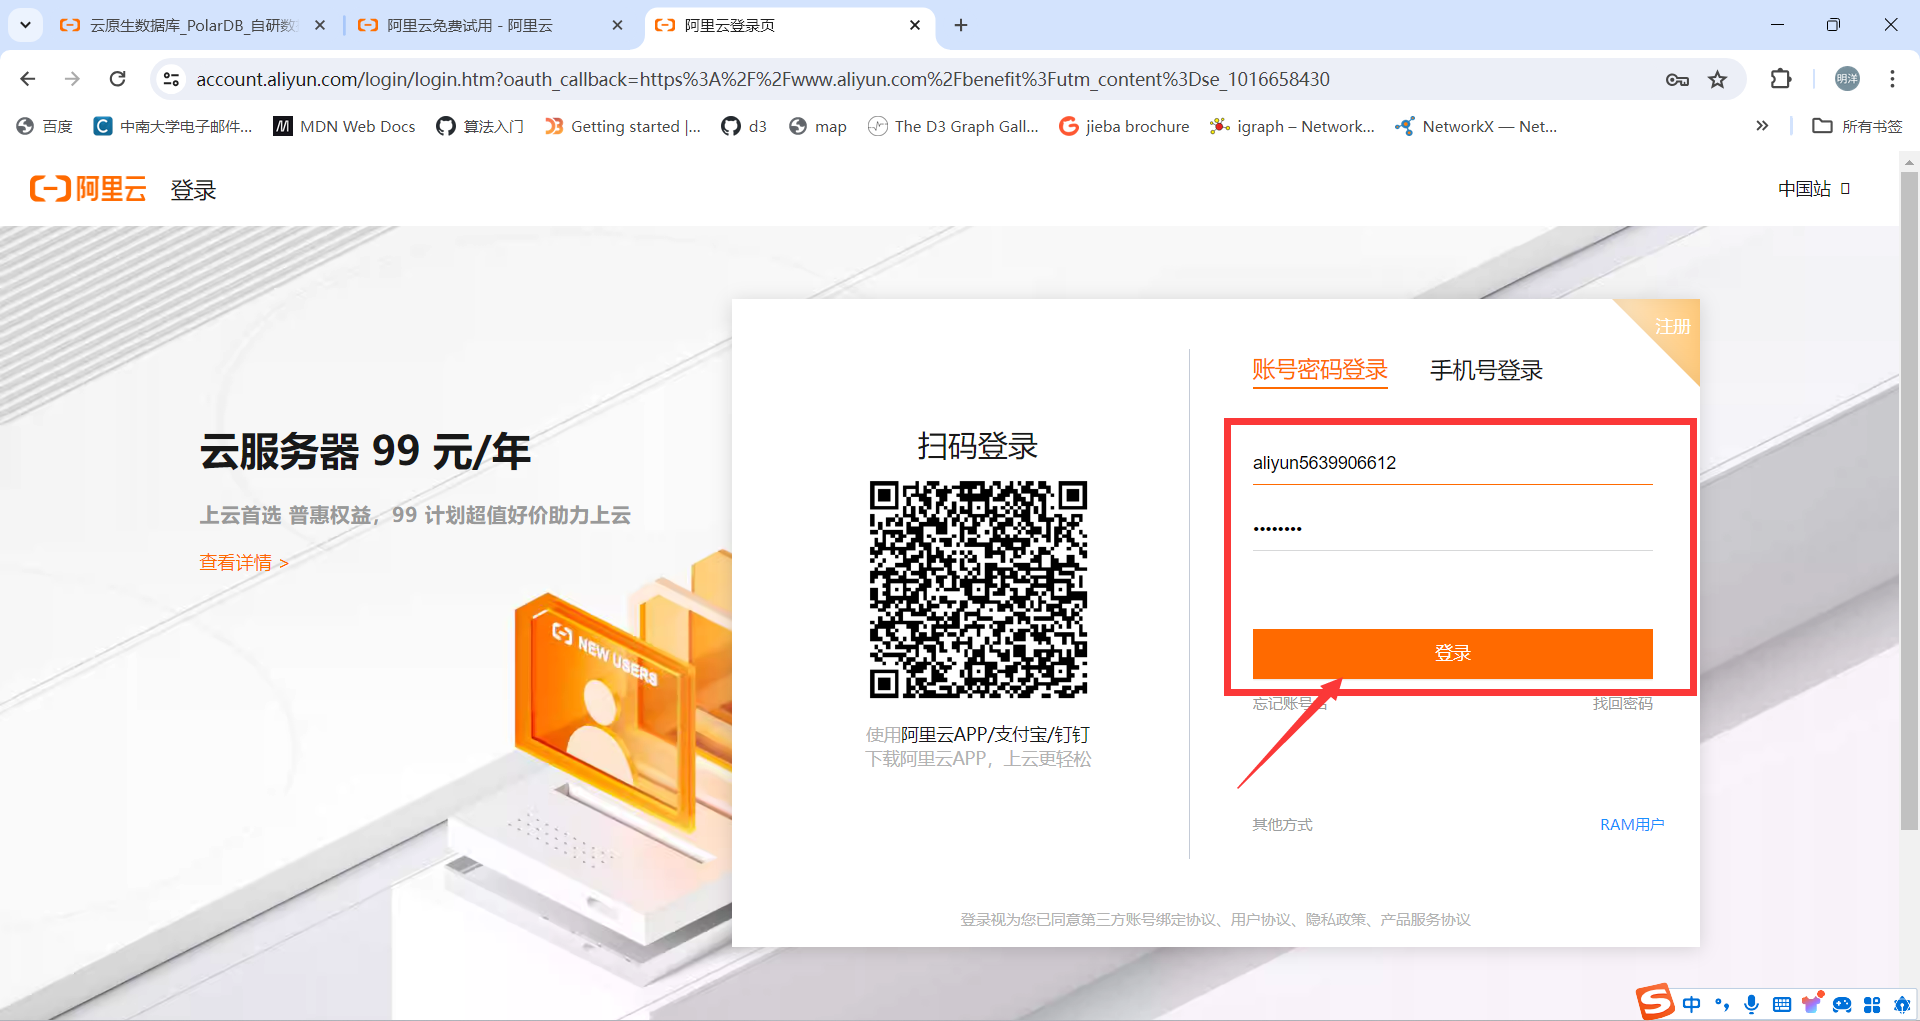 云原生数据库_PolarDB_自研数
阿里云免费试用 - 阿里云
阿里云登录页
account.aliyun.com/login/login.htm?oauth_callback=https%3A%2F%2Fwww.aliyun.com%2Fbenefit%3Futm_content%3Dse_1016658430
明洋
百度
中南大学电子邮件...
MDN Web Docs
算法入门
Getting started |...
d3
map
The D3 Graph Gall...
jieba brochure
igraph – Network...
NetworkX — Net...
所有书签
阿里云
登录
中国站
注册
账号密码登录
手机号登录
云服务器 99 元/年
上云首选 普惠权益，99 计划超值好价助力上云
查看详情 >
NEW USERS
扫码登录
使用阿里云APP/支付宝/钉钉
下载阿里云APP，上云更轻松
aliyun5639906612
••••••••
登录
忘记账号名
找回密码
其他方式
RAM用户
登录视为您已同意第三方账号绑定协议、用户协议、隐私政策、产品服务协议
中